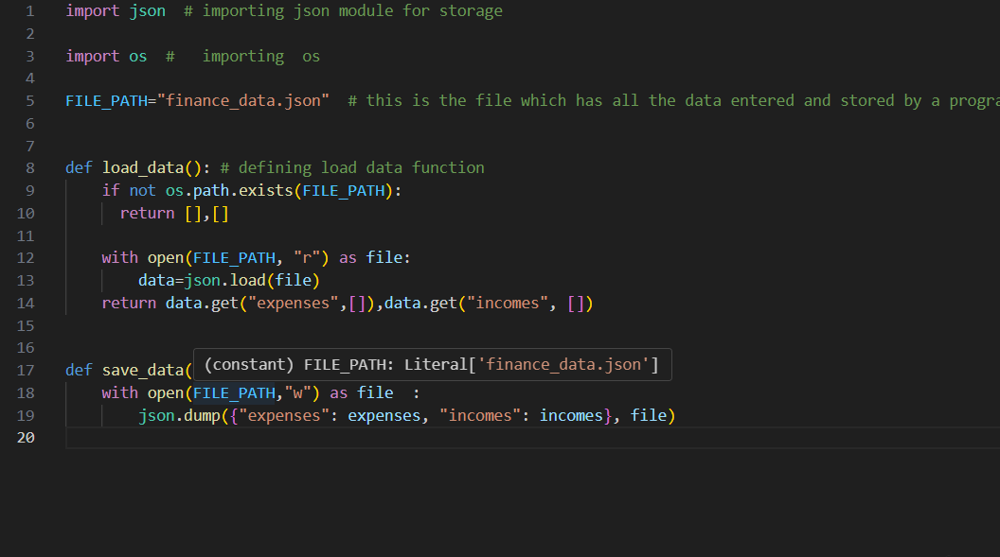 1 import json # importing json module for storage
2
3 import os #   importing  os
4
5 FILE_PATH="finance_data.json"  # this is the file which has all the data entered and stored by a
6
7
8 def load_data(): # defining load data function
9     if not os.path.exists(FILE_PATH):
10       return [],[]
11
12     with open(FILE_PATH, "r") as file:
13         data=json.load(file)
14     return data.get("expenses",[]),data.get("incomes", [])
15
16
(constant) FILE_PATH: Literal['finance_data.json']
17 def save_data(
18     with open(FILE_PATH,"w") as file  :
19         json.dump({"expenses": expenses, "incomes": incomes}, file)
20